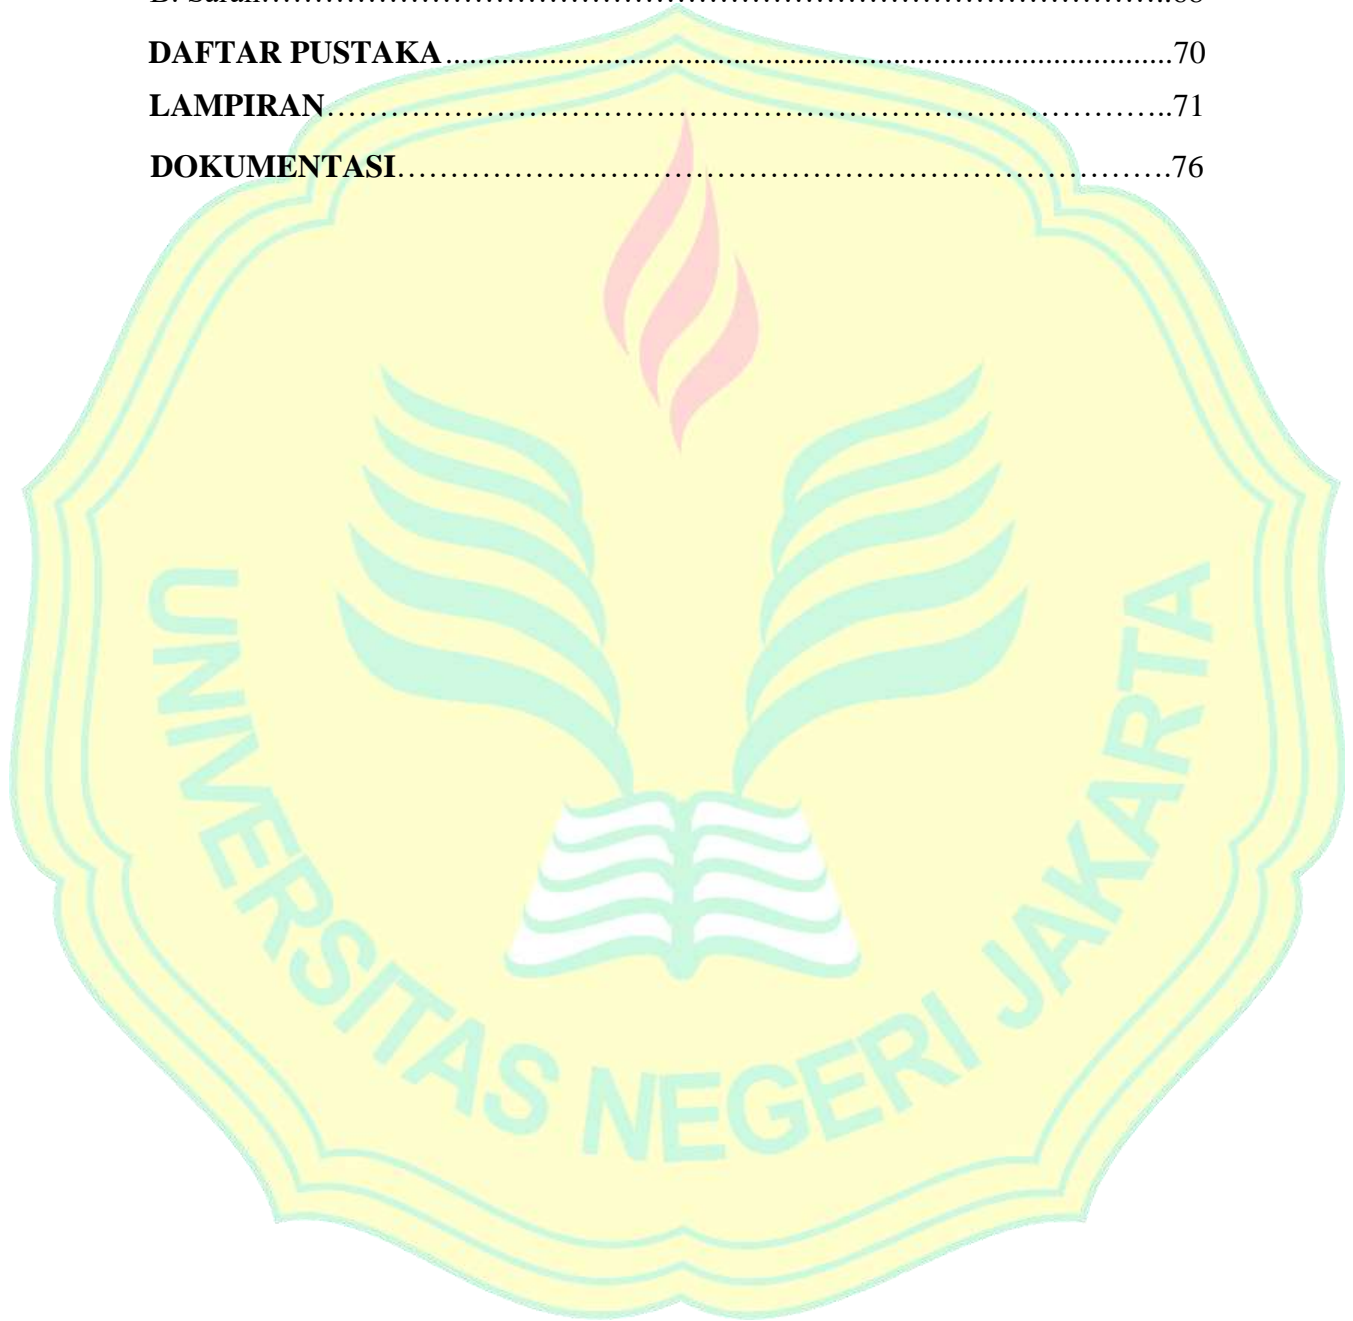 DAFTAR PUSTAKA............................................................................................70
LAMPIRAN…………………………………………………………………………..71
DOKUMENTASI……………………………………………………………………….76
UNIVERSITAS NEGERI JAKARTA